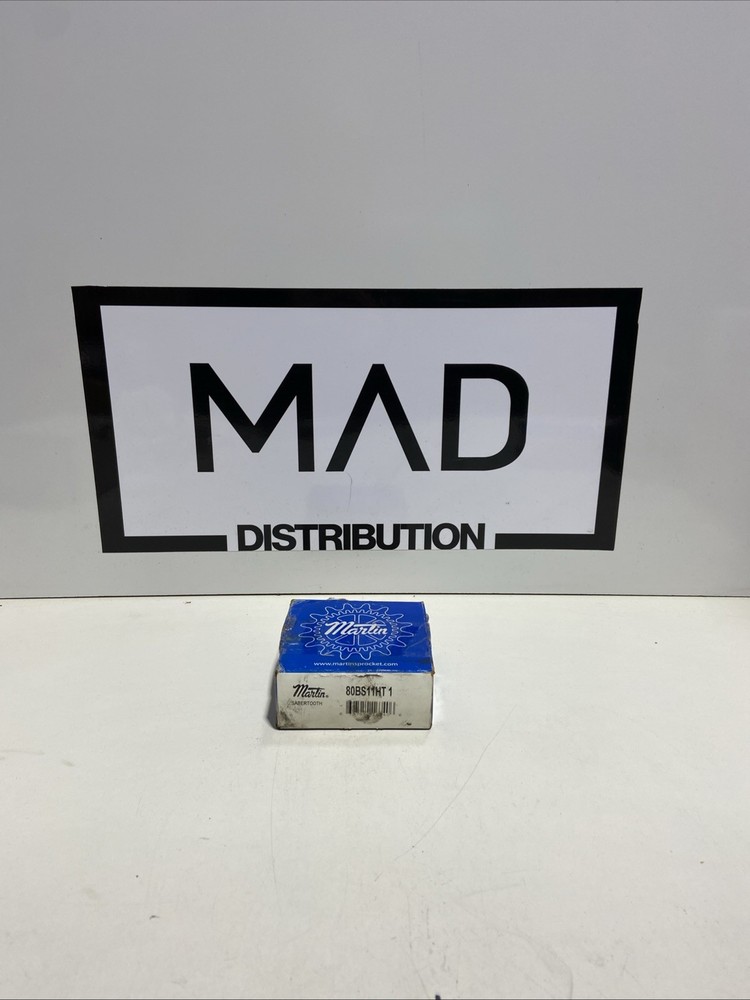 MAD
DISTRIBUTION
Martin
www.martinsprocket.com
Martin
80BS11HT 1
SABERTOOTH